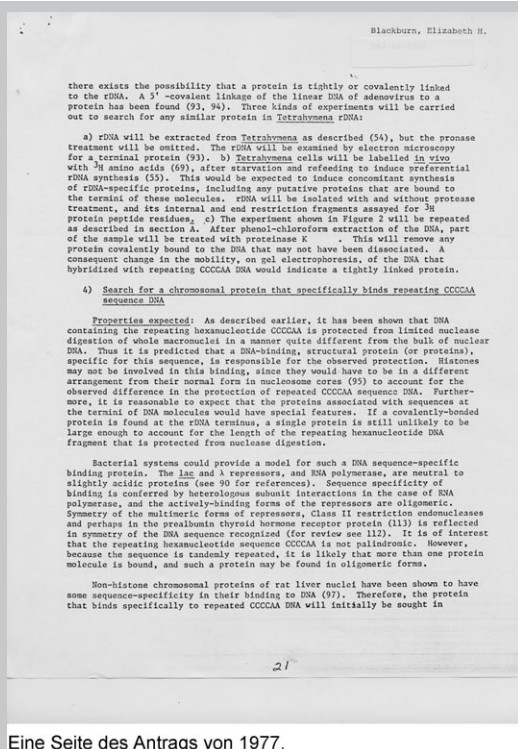 Blackburn, Elizabeth H.
there exists the possibility that a protein is tightly or covalently linked
to the rDNA. A 5' -covalent linkage of the linear DNA of adenovirus to a
protein has been found (93, 94). Three kinds of experiments will be carried
out to search for any similar protein in Tetrahymena rDNA:
a) rDNA will be extracted from Tetrahymena as described (54), but the pronase
treatment will be omitted. The rDNA will be examined by electron microscopy
for a terminal protein (93). b) Tetrahymena cells will be labelled in vivo
with ³H amino acids (69), after starvation and refeeding to induce preferential
rDNA synthesis (55). This would be expected to induce concomitant synthesis
of rDNA-specific proteins, including any putative proteins that are bound to
the termini of these molecules. rDNA will be isolated with and without protease
treatment, and its internal and end restriction fragments assayed for ³H
protein peptide residues. c) The experiment shown in Figure 2 will be repeated
as described in section A. After phenol-chloroform extraction of the DNA, part
of the sample will be treated with proteinase K . This will remove any
protein covalently bound to the DNA that may not have been dissociated. A
consequent change in the mobility, on gel electrophoresis, of the DNA that
hybridized with repeating CCCCAA DNA would indicate a tightly linked protein.
4) Search for a chromosomal protein that specifically binds repeating CCCCAA
sequence DNA
Properties expected: As described earlier, it has been shown that DNA
containing the repeating hexanucleotide CCCCAA is protected from limited nuclease
digestion of whole macronuclei in a manner quite different from the bulk of nuclear
DNA. Thus it is predicted that a DNA-binding, structural protein (or proteins),
specific for this sequence, is responsible for the observed protection. Histones
may not be involved in this binding, since they would have to be in a different
arrangement from their normal form in nucleosome cores (95) to account for the
observed difference in the protection of repeated CCCCAA sequence DNA. Further-
more, it is reasonable to expect that the proteins associated with sequences at
the termini of DNA molecules would have special features. If a covalently-bonded
protein is found at the rDNA terminus, a single protein is still unlikely to be
large enough to account for the length of the repeating hexanucleotide DNA
fragment that is protected from nuclease digestion.
Bacterial systems could provide a model for such a DNA sequence-specific
binding protein. The lac and λ repressors, and RNA polymerase, are neutral to
slightly acidic proteins (see 90 for references). Sequence specificity of
binding is conferred by heterologous subunit interactions in the case of RNA
polymerase, and the actively-binding forms of the repressors are oligomeric.
Symmetry of the multimeric forms of repressors, Class II restriction endonucleases
and perhaps in the prealbumin thyroid hormone receptor protein (113) is reflected
in symmetry of the DNA sequence recognized (for review see 112). It is of interest
that the repeating hexanucleotide sequence CCCCAA is not palindromic. However,
because the sequence is tandemly repeated, it is likely that more than one protein
molecule is bound, and such a protein may be found in oligomeric forms.
Non-histone chromosomal proteins of rat liver nuclei have been shown to have
some sequence-specificity in their binding to DNA (97). Therefore, the protein
that binds specifically to repeated CCCCAA DNA will initially be sought in
21
Eine Seite des Antrags von 1977.